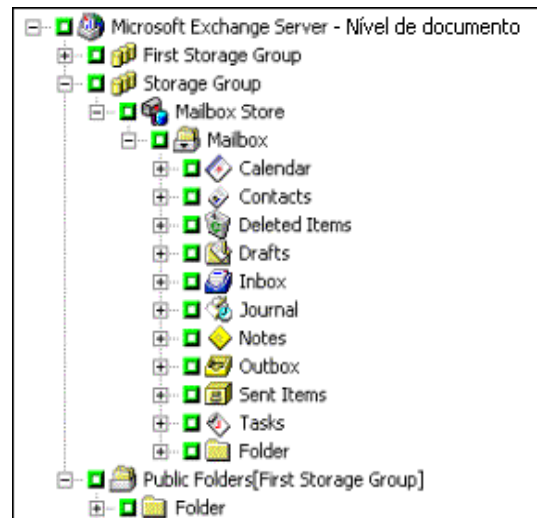 Microsoft Exchange Server - Nível de documento
First Storage Group
Storage Group
Mailbox Store
Mailbox
Calendar
Contacts
Deleted Items
Drafts
Inbox
Journal
Notes
Outbox
Sent Items
Tasks
Folder
Public Folders[First Storage Group]
Folder